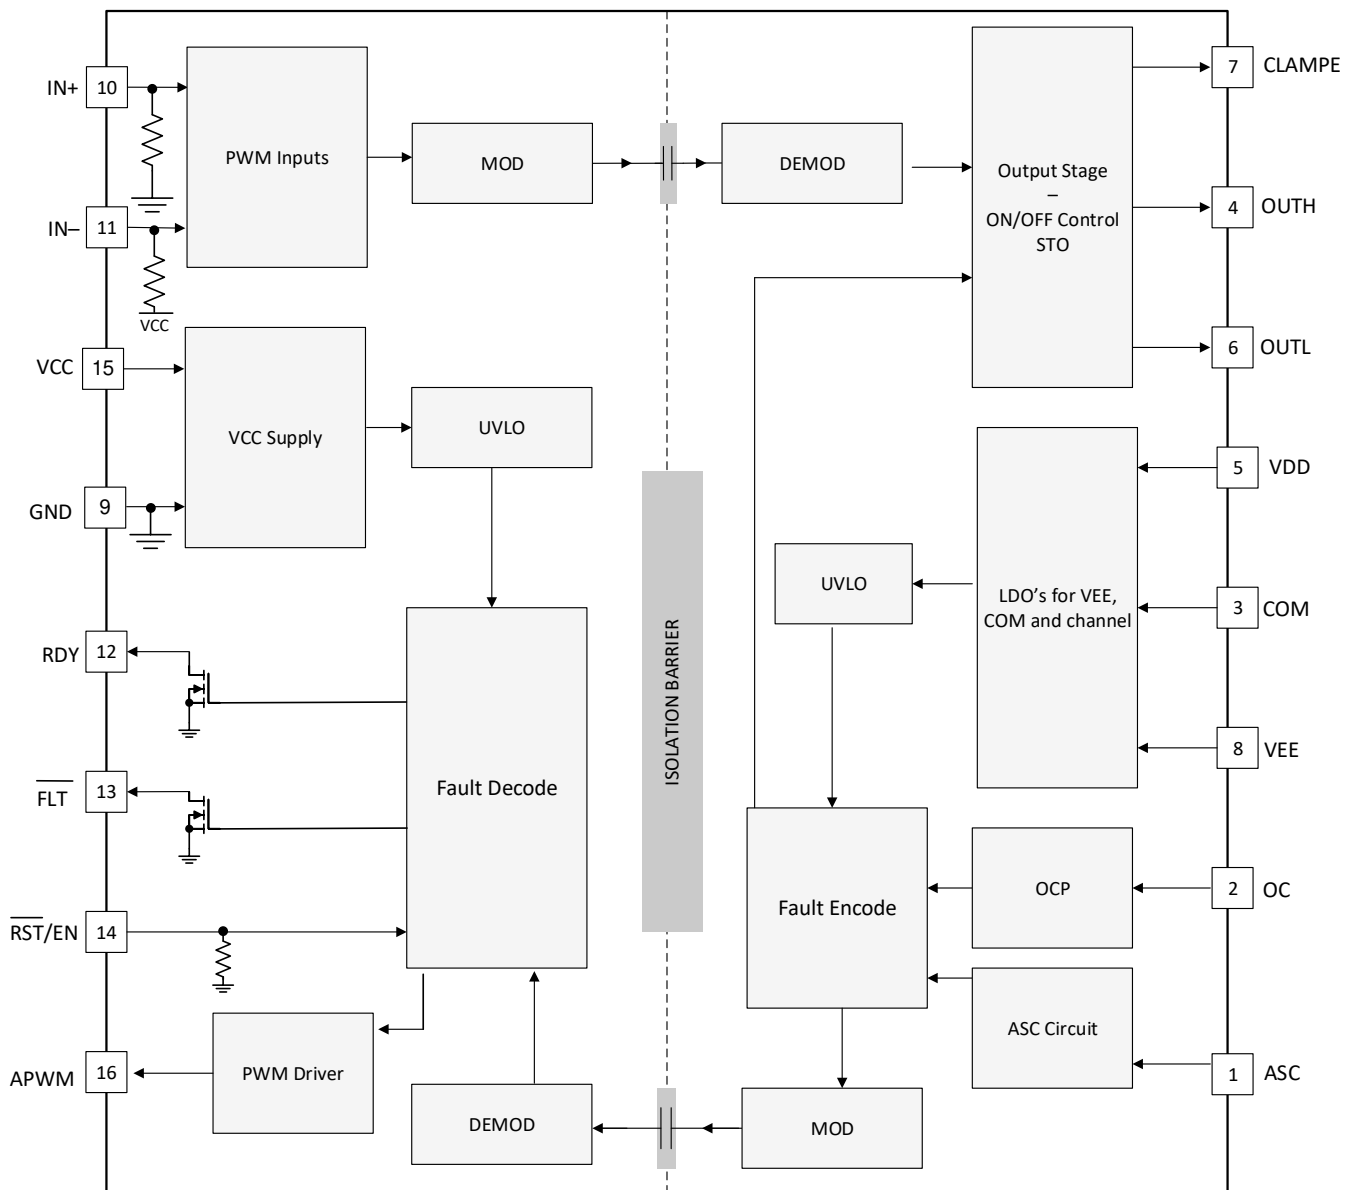 IN+
10
IN–
11
PWM Inputs
VCC
MOD
DEMOD
Output Stage
–
ON/OFF Control
STO
7
CLAMPE
4
OUTH
6
OUTL
VCC
15
GND
9
VCC Supply
UVLO
ISOLATION BARRIER
UVLO
LDO's for VEE,
COM and channel
5
VDD
3
COM
8
VEE
RDY
12
FLT
13
RST/EN
14
APWM
16
Fault Decode
PWM Driver
DEMOD
Fault Encode
OCP
2
OC
ASC Circuit
1
ASC
MOD